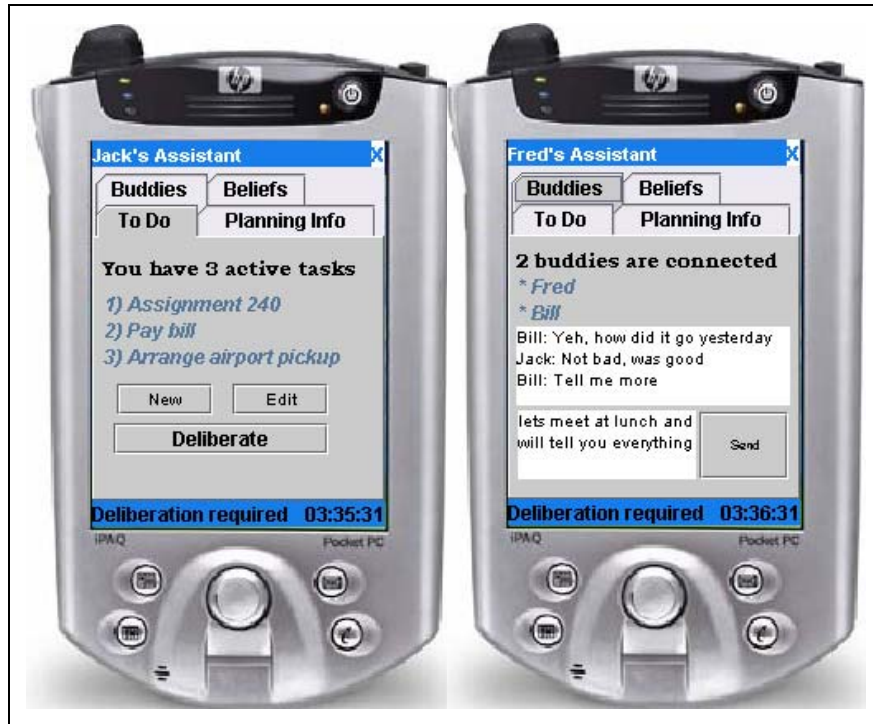 hp
Jack's Assistant X
Buddies Beliefs
To Do Planning Info
You have 3 active tasks
1) Assignment 240
2) Pay bill
3) Arrange airport pickup
New Edit
Deliberate
Deliberation required 03:35:31
iPAQ Pocket PC
hp
Fred's Assistant X
Buddies Beliefs
To Do Planning Info
2 buddies are connected
* Fred
* Bill
Bill: Yeh, how did it go yesterday
Jack: Not bad, was good
Bill: Tell me more
lets meet at lunch and
will tell you everything
Send
Deliberation required 03:36:31
iPAQ Pocket PC